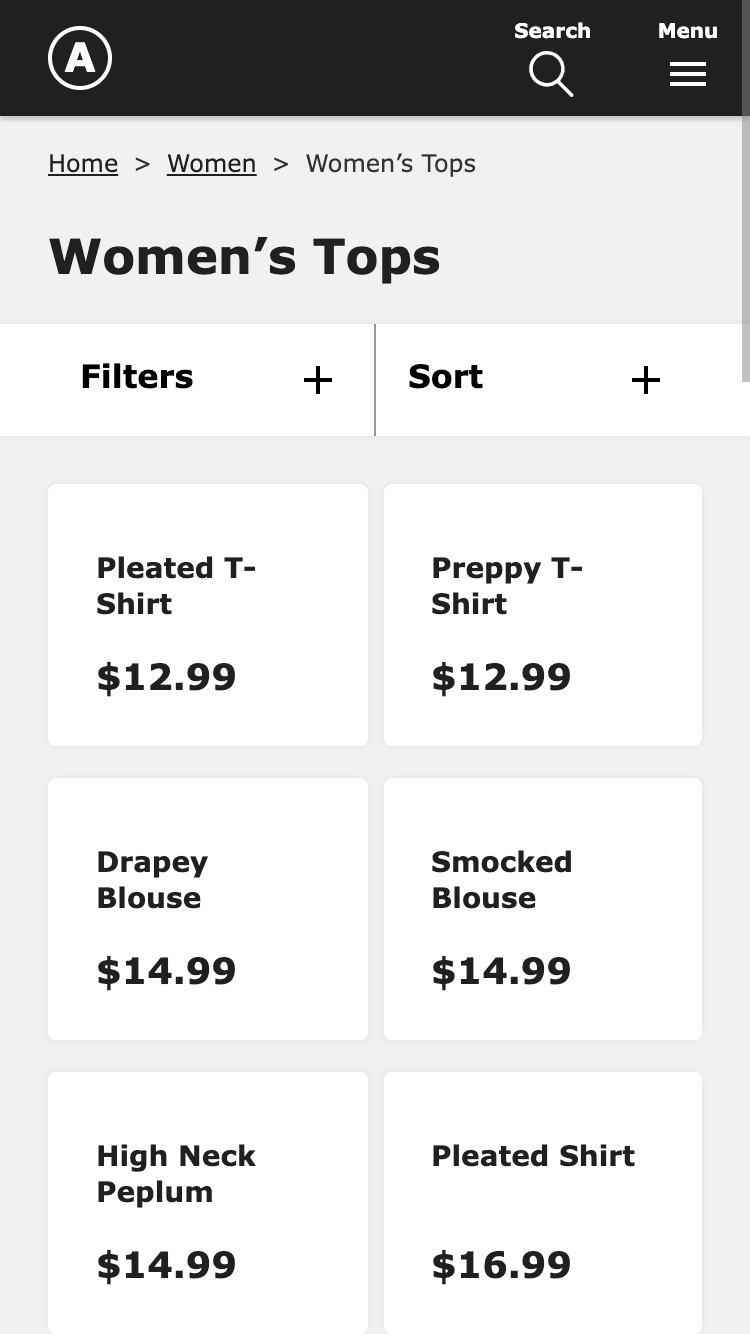 A
Search
Menu
Home > Women > Women’s Tops
Women’s Tops
Filters +
Sort +
Pleated T-
Shirt
$12.99
Preppy T-
Shirt
$12.99
Drapey
Blouse
$14.99
Smocked
Blouse
$14.99
High Neck
Peplum
$14.99
Pleated Shirt
$16.99